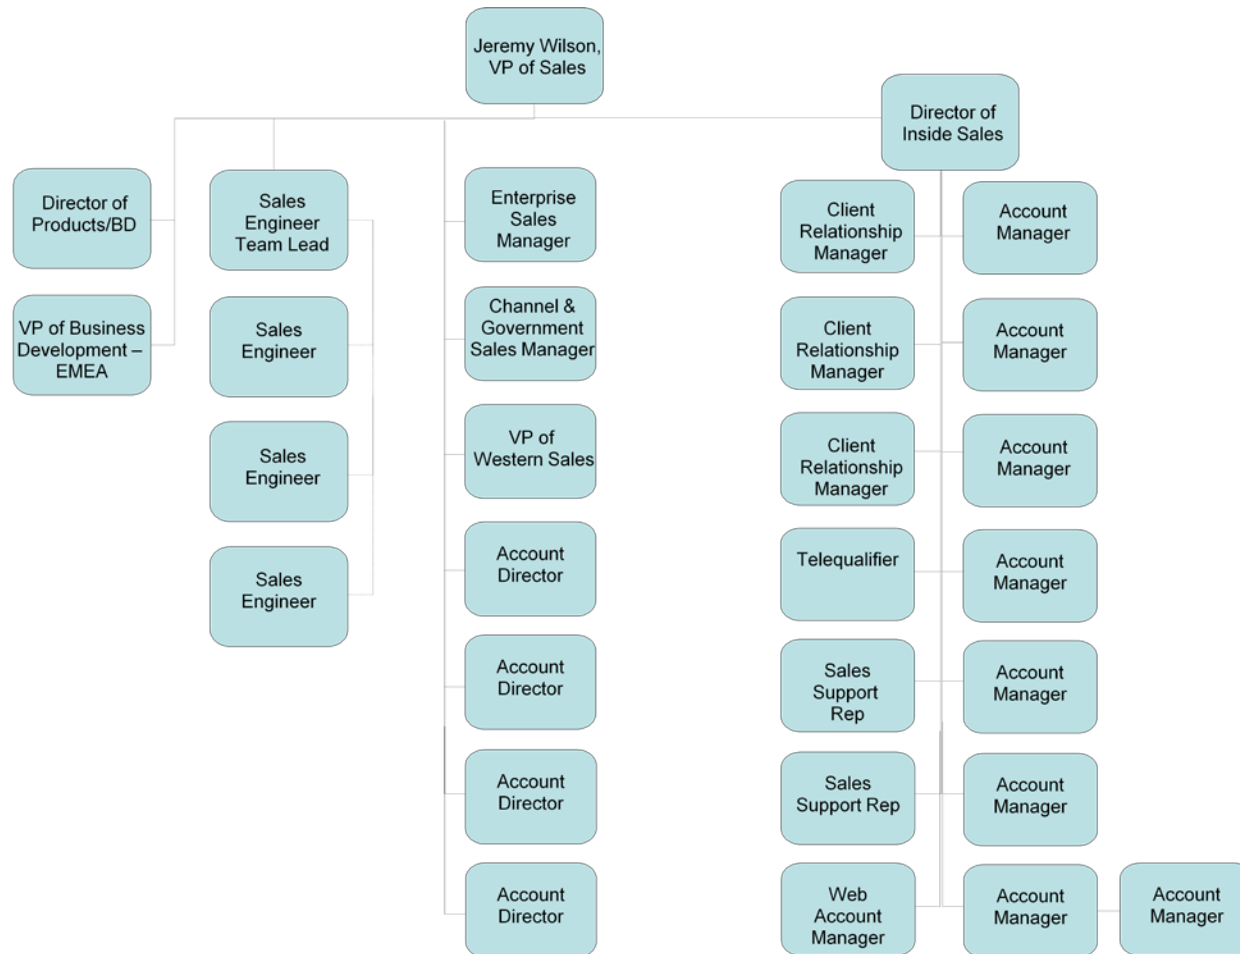 Jeremy Wilson,
VP of Sales
Director of
Inside Sales
Director of
Products/BD
VP of Business
Development –
EMEA
Sales
Engineer
Team Lead
Sales
Engineer
Sales
Engineer
Sales
Engineer
Enterprise
Sales
Manager
Channel &
Government
Sales Manager
VP of
Western Sales
Account
Director
Account
Director
Account
Director
Account
Director
Client
Relationship
Manager
Client
Relationship
Manager
Client
Relationship
Manager
Telequalifier
Sales
Support
Rep
Sales
Support Rep
Web
Account
Manager
Account
Manager
Account
Manager
Account
Manager
Account
Manager
Account
Manager
Account
Manager
Account
Manager
Account
Manager